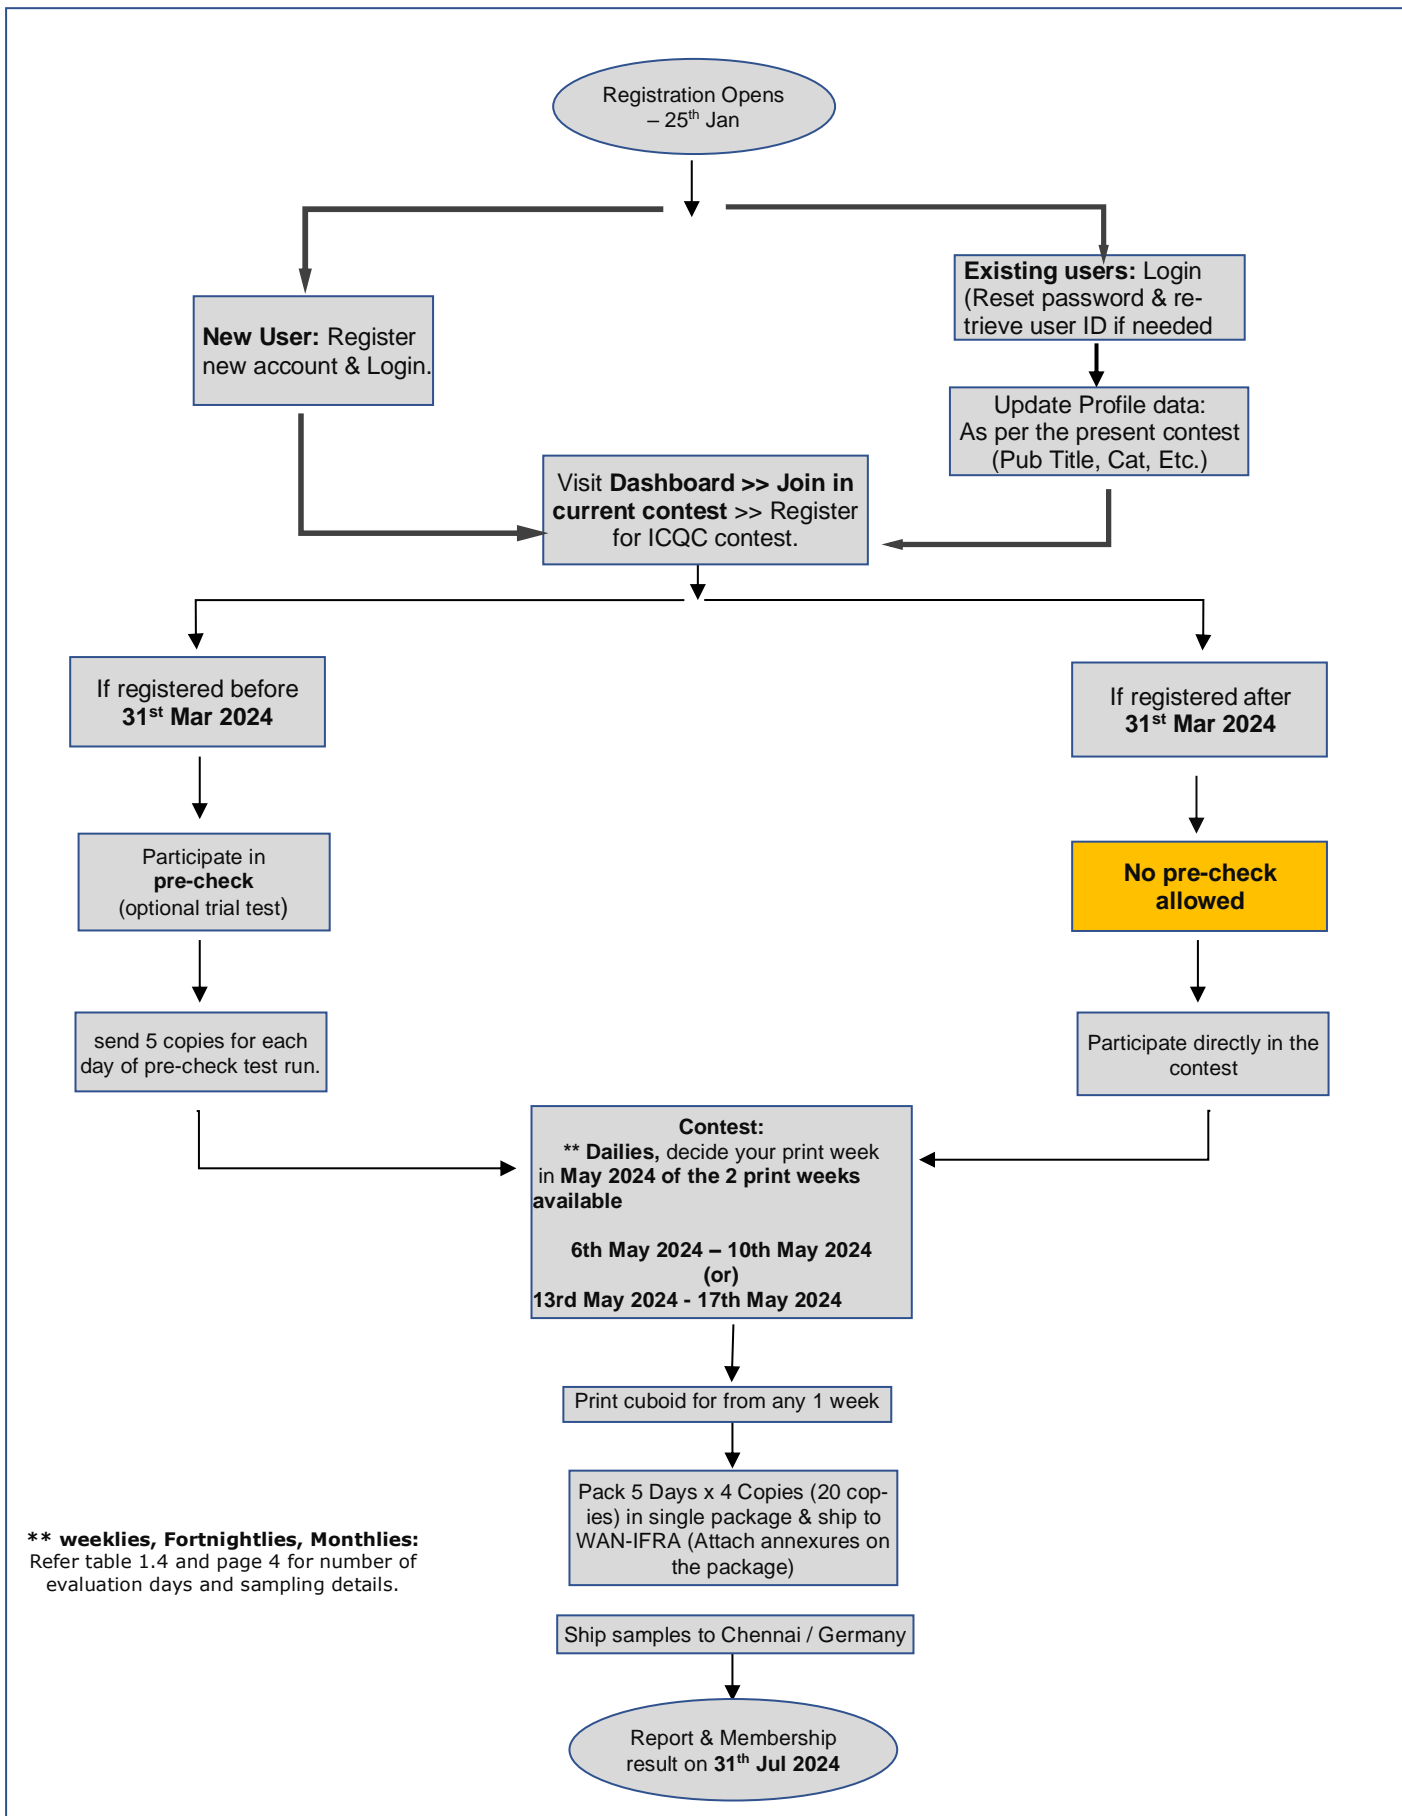 Registration Opens
– 25th Jan
Existing users: Login
(Reset password & re-
trieve user ID if needed
New User: Register
new account & Login.
Update Profile data:
As per the present contest
(Pub Title, Cat, Etc.)
Visit Dashboard >> Join in
current contest >> Register
for ICQC contest.
If registered before
31st Mar 2024
If registered after
31st Mar 2024
Participate in
pre-check
(optional trial test)
No pre-check
allowed
send 5 copies for each
day of pre-check test run.
Participate directly in the
contest
Contest:
** Dailies, decide your print week
in May 2024 of the 2 print weeks
available
6th May 2024 – 10th May 2024
(or)
13rd May 2024 - 17th May 2024
Print cuboid for from any 1 week
Pack 5 Days x 4 Copies (20 cop-
ies) in single package & ship to
WAN-IFRA (Attach annexures on
the package)
** weeklies, Fortnightlies, Monthlies:
Refer table 1.4 and page 4 for number of
evaluation days and sampling details.
Ship samples to Chennai / Germany
Report & Membership
result on 31th Jul 2024